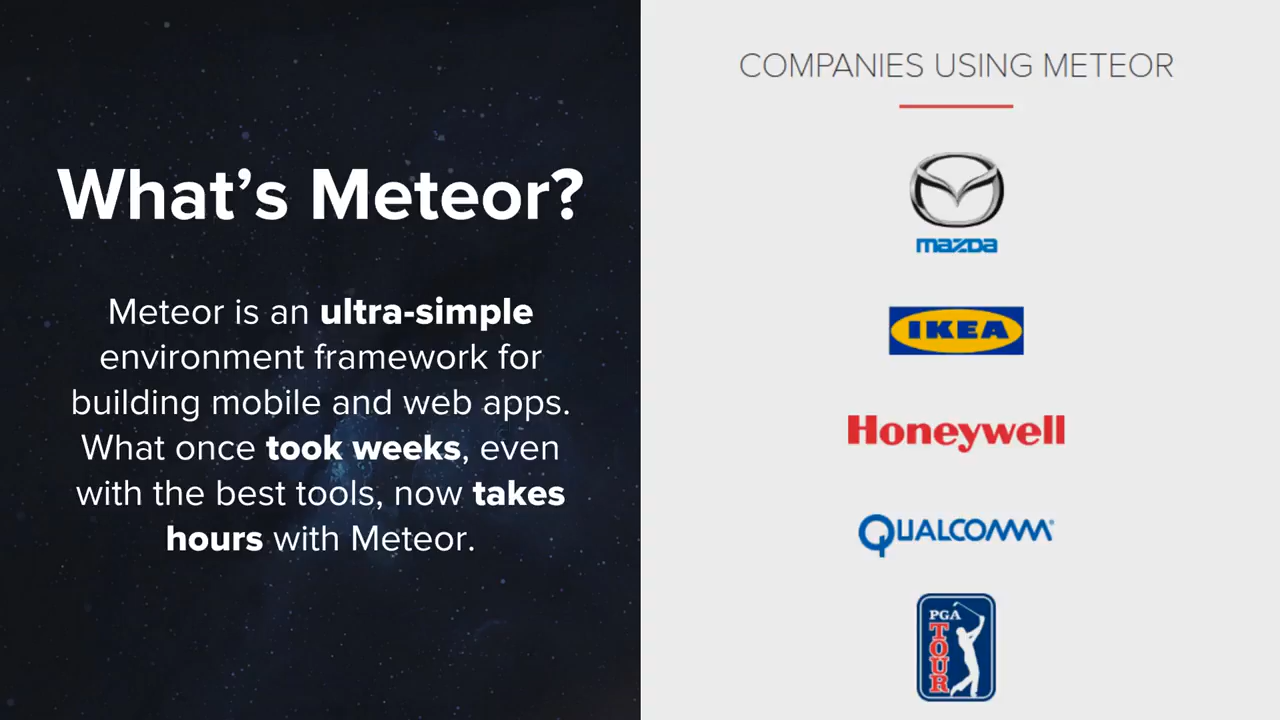 What's Meteor?
Meteor is an ultra-simple
environment framework for
building mobile and web apps.
What once took weeks, even
with the best tools, now takes
hours with Meteor.
COMPANIES USING METEOR
mazda
IKEA
Honeywell
QUALCOMM®
PGA
TOUR